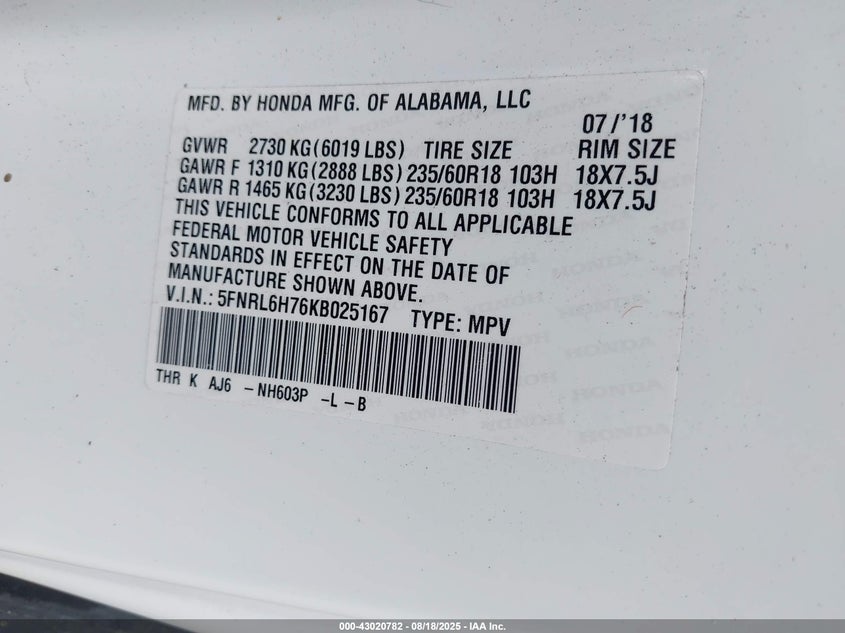 MFD. BY HONDA MFG. OF ALABAMA, LLC
07/'18
GVWR 2730 KG(6019 LBS) TIRE SIZE RIM SIZE
GAWR F 1310 KG(2888 LBS) 235/60R18 103H 18X7.5J
GAWR R 1465 KG(3230 LBS) 235/60R18 103H 18X7.5J
THIS VEHICLE CONFORMS TO ALL APPLICABLE
FEDERAL MOTOR VEHICLE SAFETY
STANDARDS IN EFFECT ON THE DATE OF
MANUFACTURE SHOWN ABOVE.
V.I.N.: 5FNRL6H76KB025167 TYPE: MPV
THR K AJ6 -NH603P -L -B
000-43020782 - 08/18/2025 - IAA Inc.